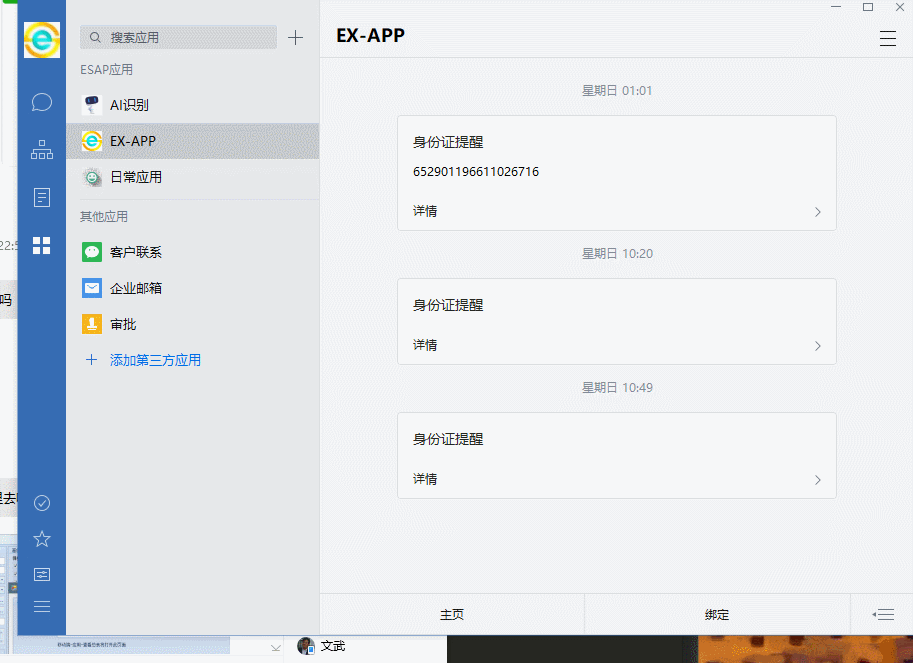 搜索应用
ESAP应用
AI识别
EX-APP
日常应用
其他应用
客户联系
企业邮箱
审批
添加第三方应用
EX-APP
星期日 01:01
身份证提醒
652901196611026716
详情
星期日 10:20
身份证提醒
详情
星期日 10:49
身份证提醒
详情
主页
绑定
22:5
吗
文武